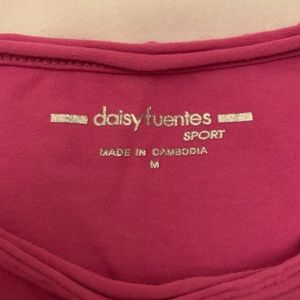 daisyfuentes
SPORT
MADE IN CAMBODIA
M